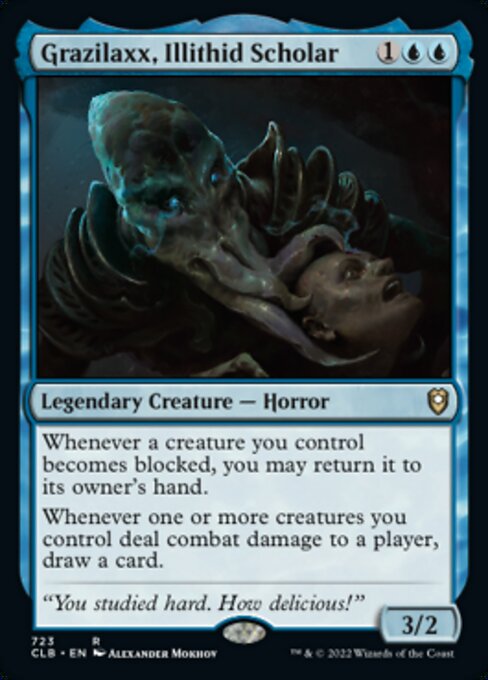 Grazilaxx, Illithid Scholar 1
Legendary Creature — Horror
Whenever a creature you control
becomes blocked, you may return it to
its owner's hand.
Whenever one or more creatures you
control deal combat damage to a player,
draw a card.
“You studied hard. How delicious!”
3/2
723 R
CLB • EN Alexander Mokhov
™ & © 2022 Wizards of the Coast